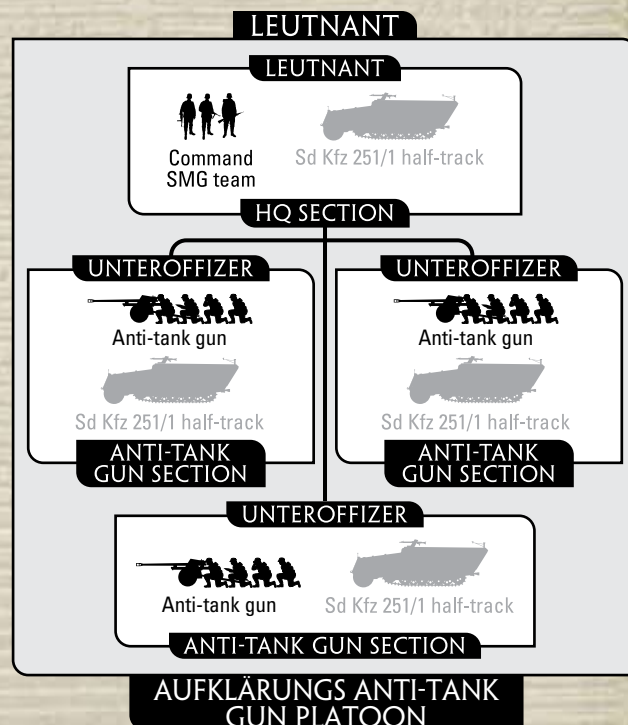 LEUTNANT
LEUTNANT
Command
SMG team
Sd Kfz 251/1 half-track
HQ SECTION
UNTEROFFIZER
Anti-tank gun
Sd Kfz 251/1 half-track
ANTI-TANK
GUN SECTION
UNTEROFFIZER
Anti-tank gun
Sd Kfz 251/1 half-track
ANTI-TANK
GUN SECTION
UNTEROFFIZER
Anti-tank gun
Sd Kfz 251/1 half-track
ANTI-TANK GUN SECTION
AUFKLÄRUNGS ANTI-TANK
GUN PLATOON